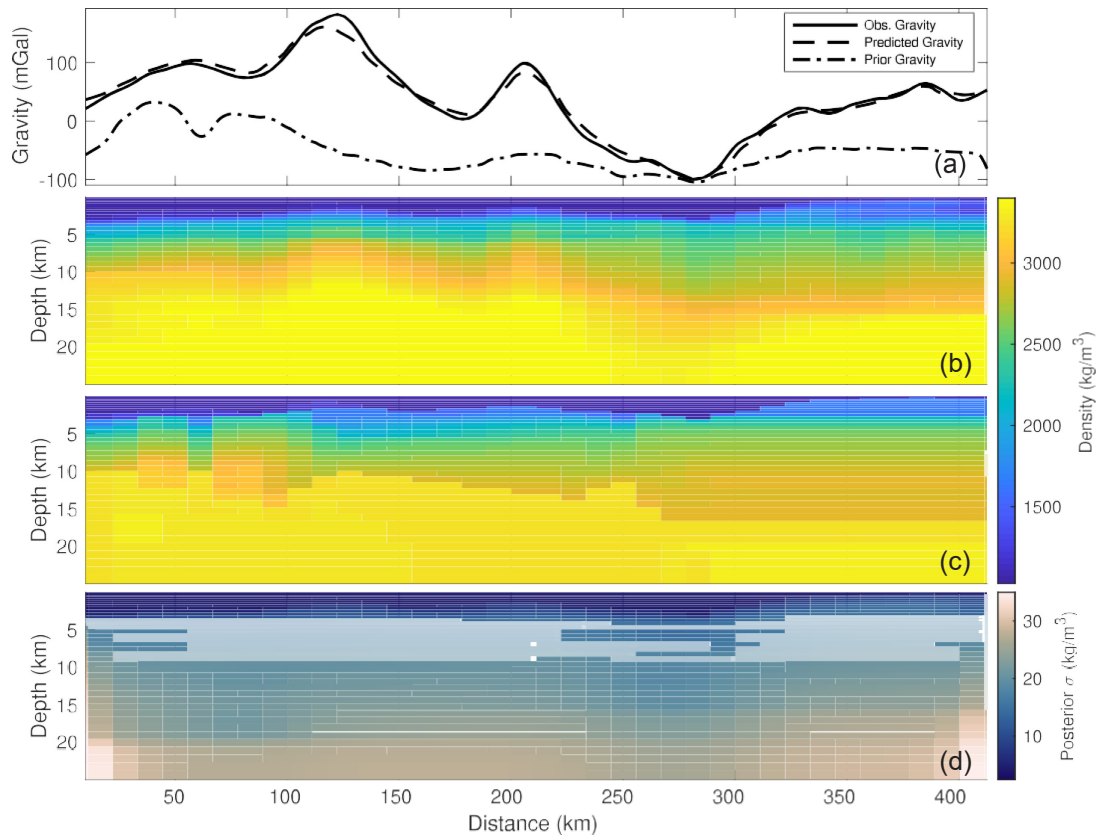 Obs. Gravity
Predicted Gravity
Prior Gravity
Gravity (mGal)
100
0
-100
(a)
Depth (km)
5
10
15
20
(b)
Depth (km)
5
10
15
20
(c)
Density (kg/m³)
3000
2500
2000
1500
Depth (km)
5
10
15
20
(d)
Posterior σ (kg/m³)
30
20
10
50
100
150
200
250
300
350
400
Distance (km)